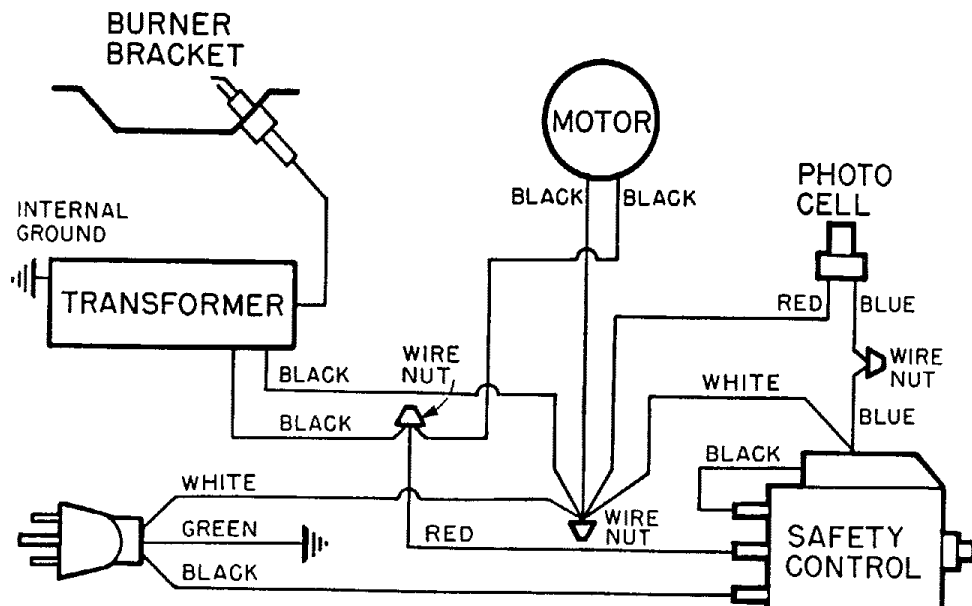 BURNER
BRACKET
MOTOR
BLACK
BLACK
PHOTO
CELL
INTERNAL
GROUND
TRANSFORMER
RED
BLUE
WIRE
NUT
WIRE
NUT
BLACK
WHITE
BLACK
BLUE
BLACK
WHITE
WIRE
NUT
GREEN
RED
SAFETY
CONTROL
BLACK